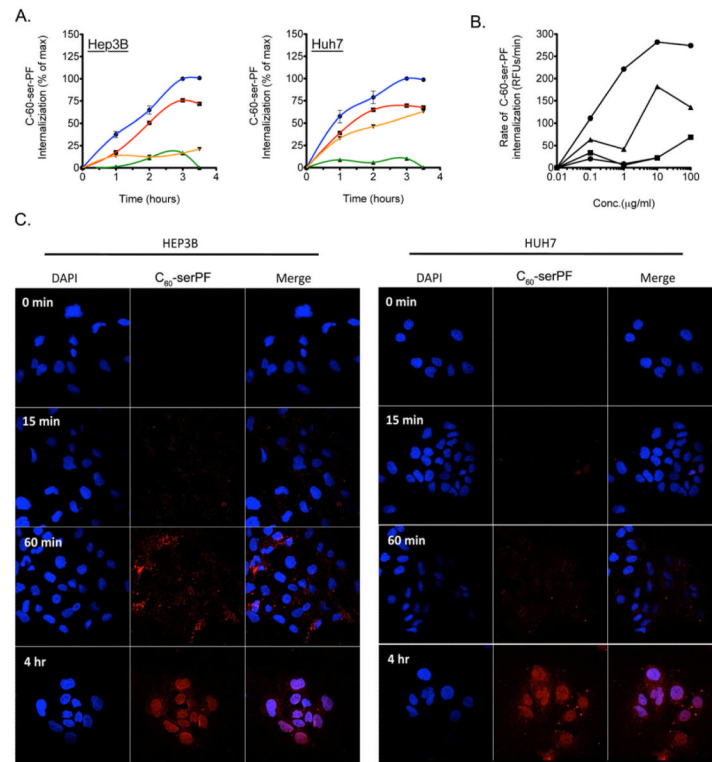 A.
Hep3B
C-60-ser-PF
Internaliziation (% of max)
150
125
100
75
50
25
0
0 1 2 3 4
Time (hours)
Huh7
C-60-ser-PF
Internaliziation (% of max)
150
125
100
75
50
25
0
0 1 2 3 4
Time (hours)
B.
Rate of C-60-ser-PF
internalization (RFUs/min)
300
250
200
150
100
50
0
0.01 0.1 1 10 100
Conc.(µg/ml)
C.
HEP3B
DAPI C60-serPF Merge
0 min
15 min
60 min
4 hr
HUH7
DAPI C60-serPF Merge
0 min
15 min
60 min
4 hr